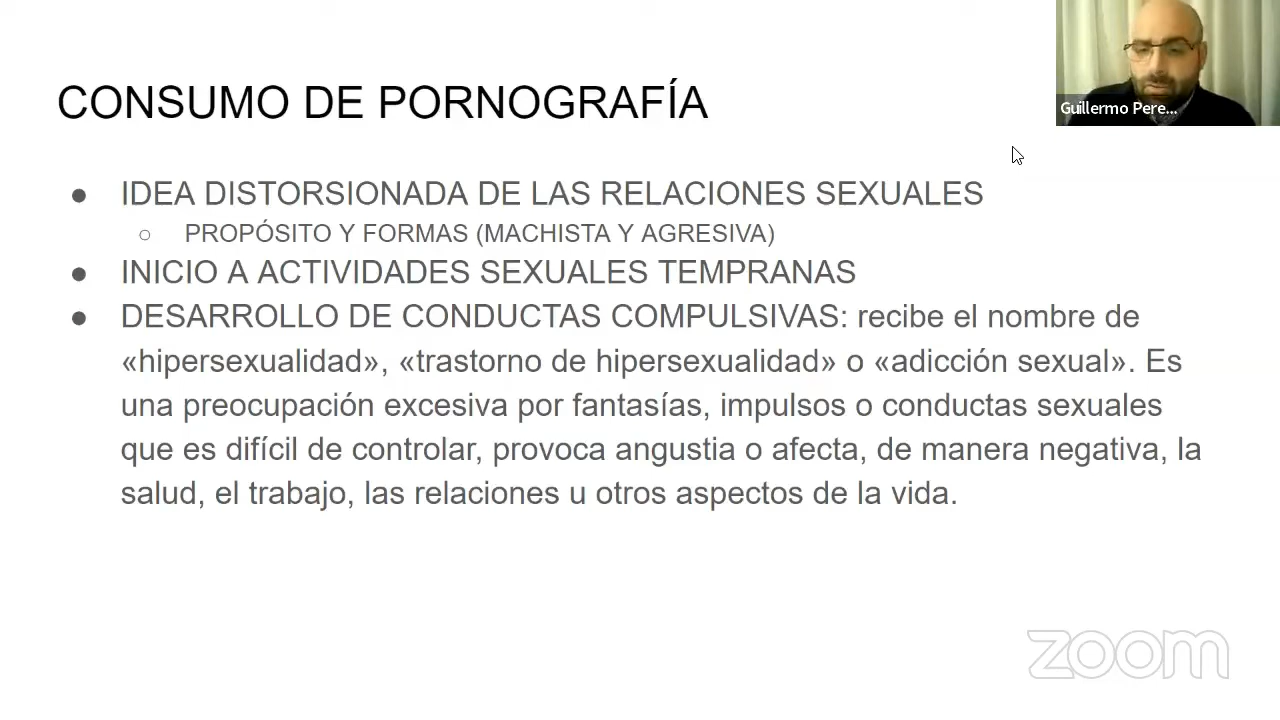 CONSUMO DE PORNOGRAFÍA
Guillermo Pere...
● IDEA DISTORSIONADA DE LAS RELACIONES SEXUALES
○ PROPÓSITO Y FORMAS (MACHISTA Y AGRESIVA)
● INICIO A ACTIVIDADES SEXUALES TEMPRANAS
● DESARROLLO DE CONDUCTAS COMPULSIVAS: recibe el nombre de
«hipersexualidad», «trastorno de hipersexualidad» o «adicción sexual». Es
una preocupación excesiva por fantasías, impulsos o conductas sexuales
que es difícil de controlar, provoca angustia o afecta, de manera negativa, la
salud, el trabajo, las relaciones u otros aspectos de la vida.
zoom